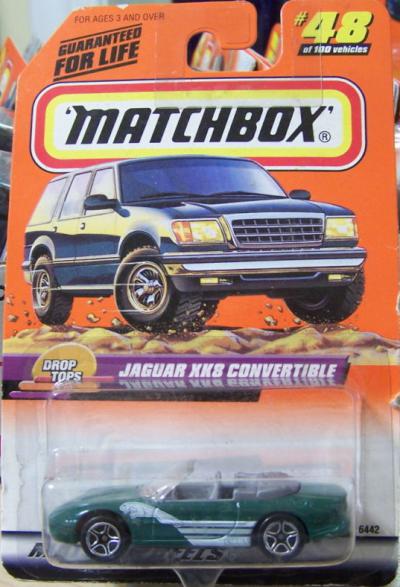 FOR AGES 3 AND OVER
GUARANTEED
FOR LIFE
#48
of 100 vehicles
'MATCHBOX'®
DROP
TOPS
JAGUAR XK8 CONVERTIBLE
6442